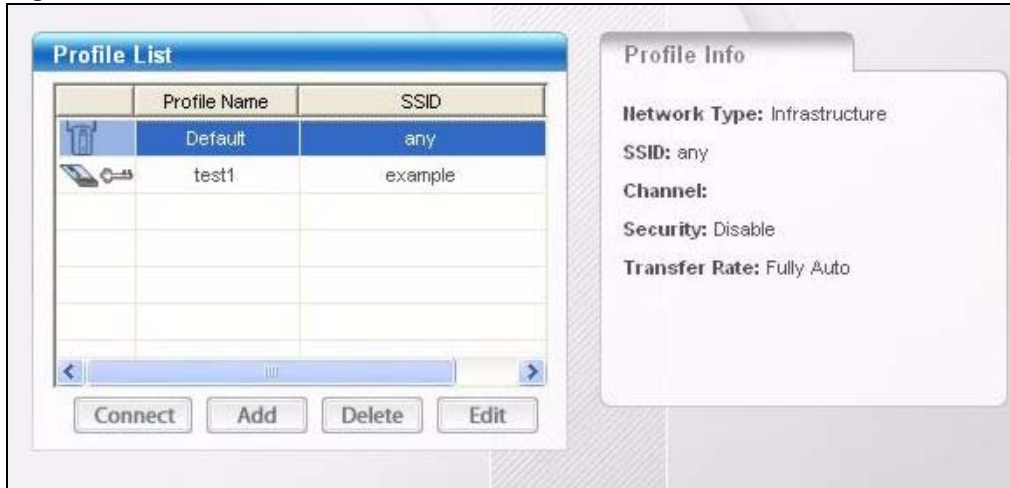 Profile List
Profile Name SSID
Default any
test1 example
Connect Add Delete Edit
Profile Info
Network Type: Infrastructure
SSID: any
Channel:
Security: Disable
Transfer Rate: Fully Auto